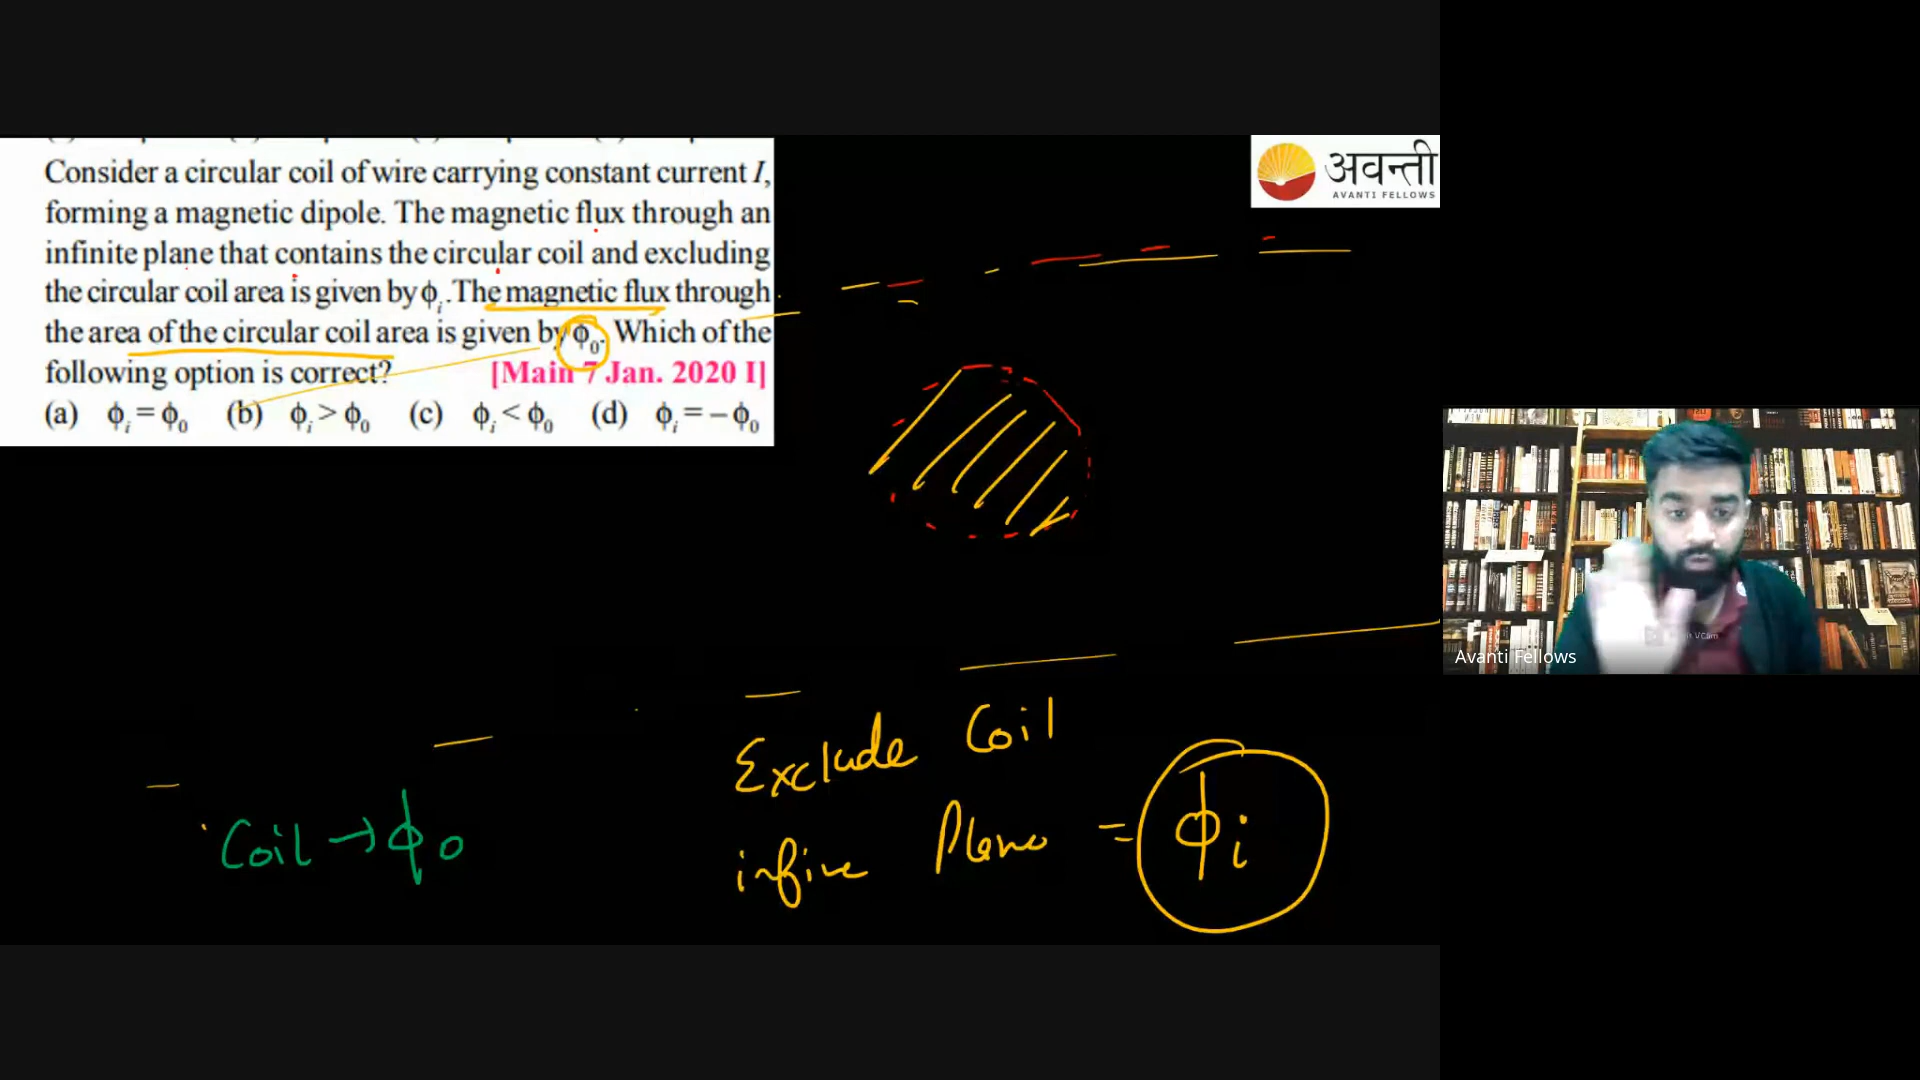 Consider a circular coil of wire carrying constant current I,
forming a magnetic dipole. The magnetic flux through an
infinite plane that contains the circular coil and excluding
the circular coil area is given by ϕi. The magnetic flux through
the area of the circular coil area is given by ϕ0. Which of the
following option is correct? [Main 7 Jan. 2020 I]
(a) ϕi = ϕ0 (b) ϕi > ϕ0 (c) ϕi < ϕ0 (d) ϕi = – ϕ0
अवन्ती
AVANTI FELLOWS
Avanti Fellows
Exclude Coil
Plane = ϕi
Coil → ϕ0